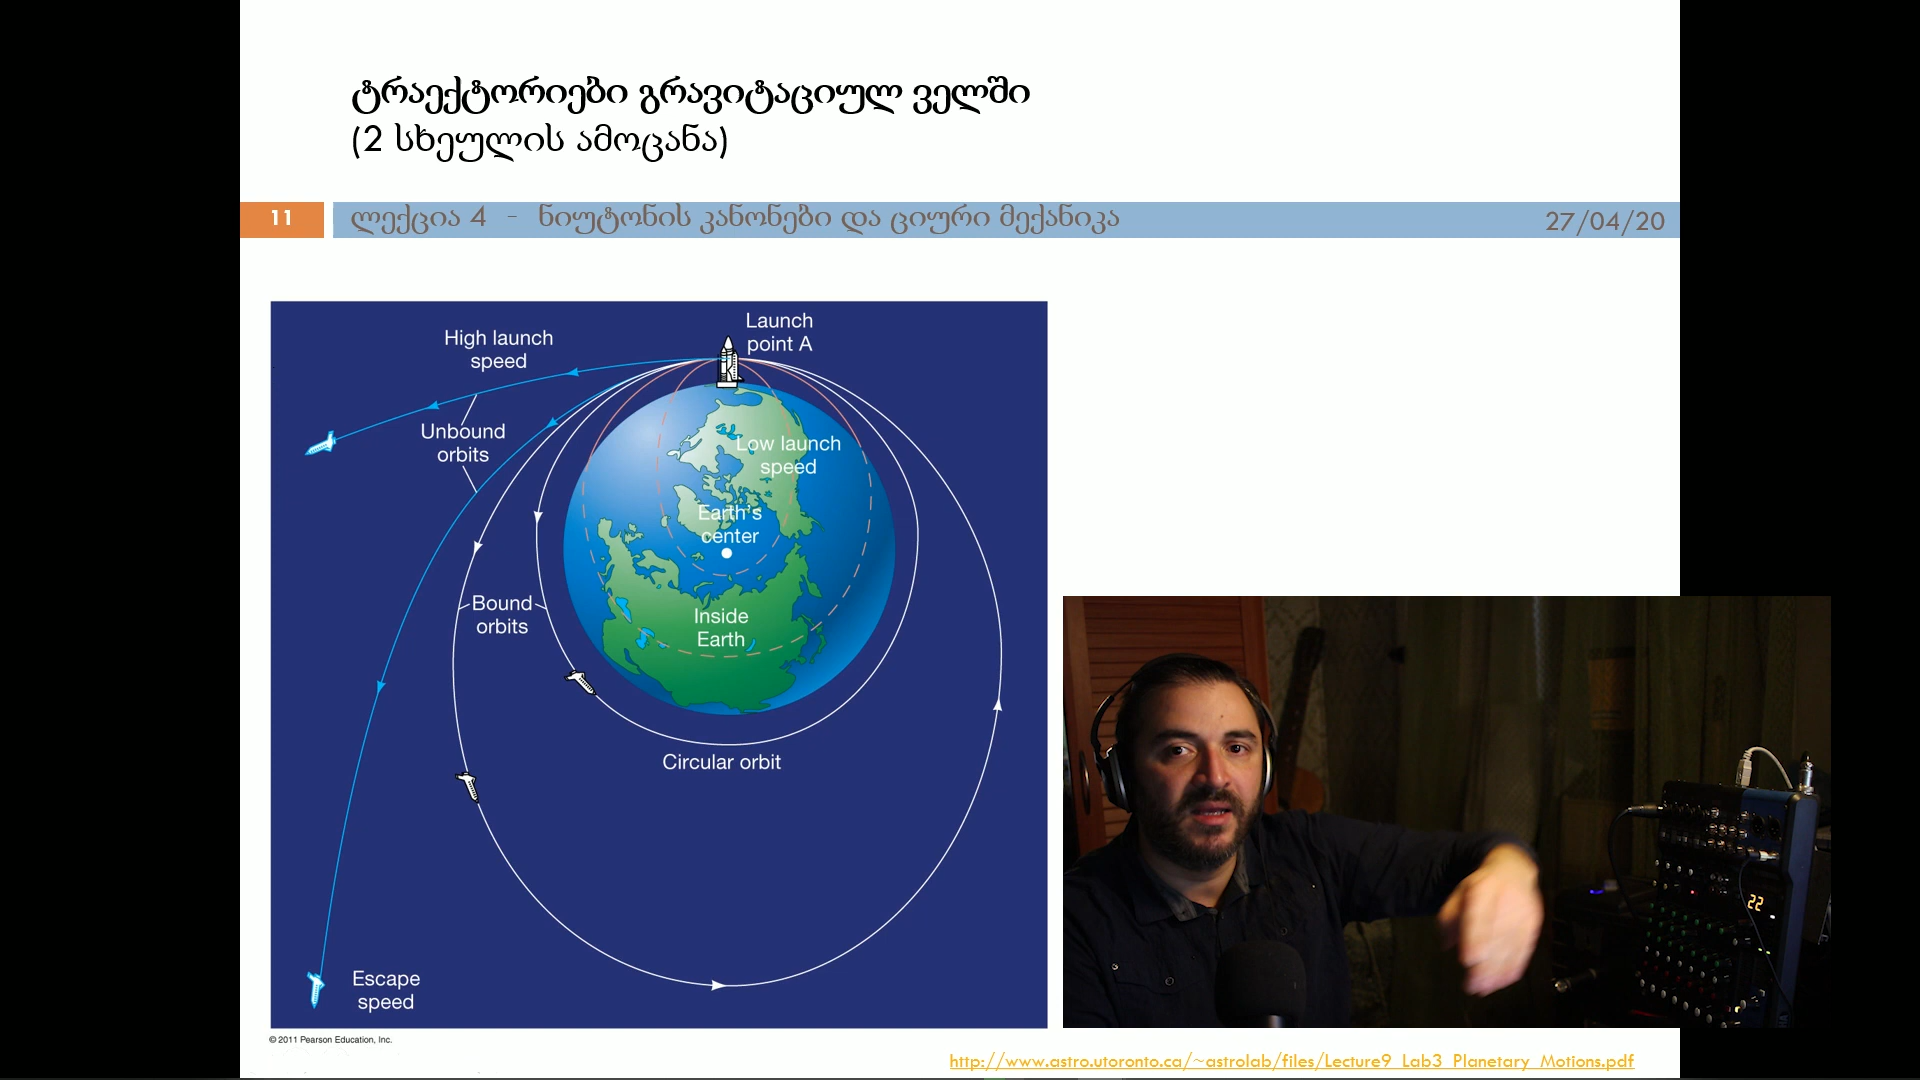 ტრაექტორიები გრავიტაციულ ველში
(2 სხეულის ამოცანა)
11
ლექცია 4 - ნიუტონის კანონები და ციური მექანიკა
27/04/20
Launch
point A
High launch
speed
Unbound
orbits
Low launch
speed
Earth's
center
Bound
orbits
Inside
Earth
Circular orbit
Escape
speed
22
© 2011 Pearson Education, Inc.
http://www.astro.utoronto.ca/~astrolab/files/Lecture9_Lab3_Planetary_Motions.pdf